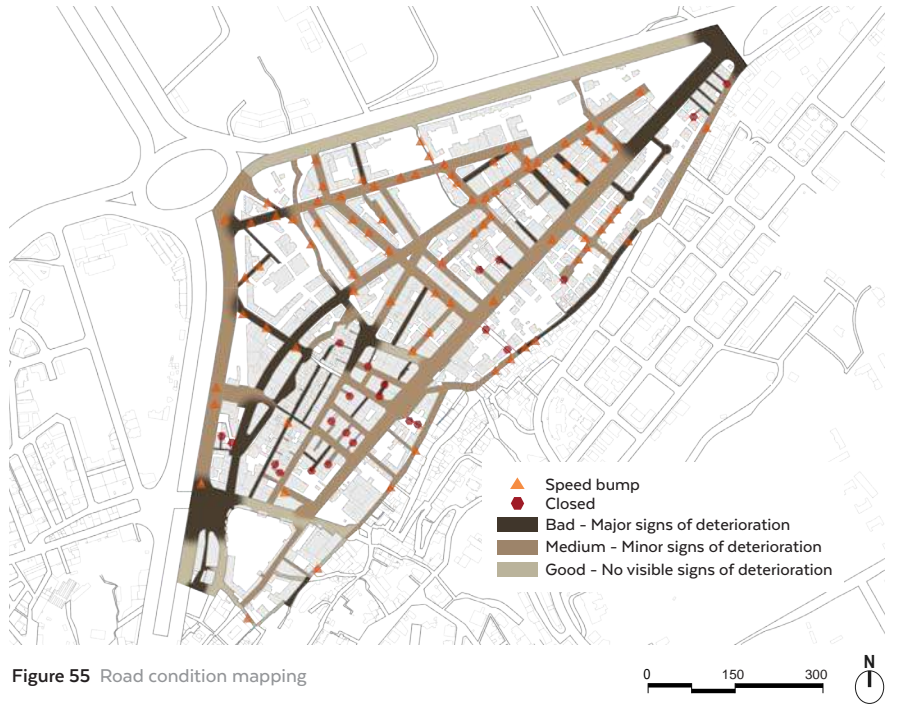 Speed bump
Closed
Bad - Major signs of deterioration
Medium - Minor signs of deterioration
Good - No visible signs of deterioration
Figure 55 Road condition mapping
0 150 300
N